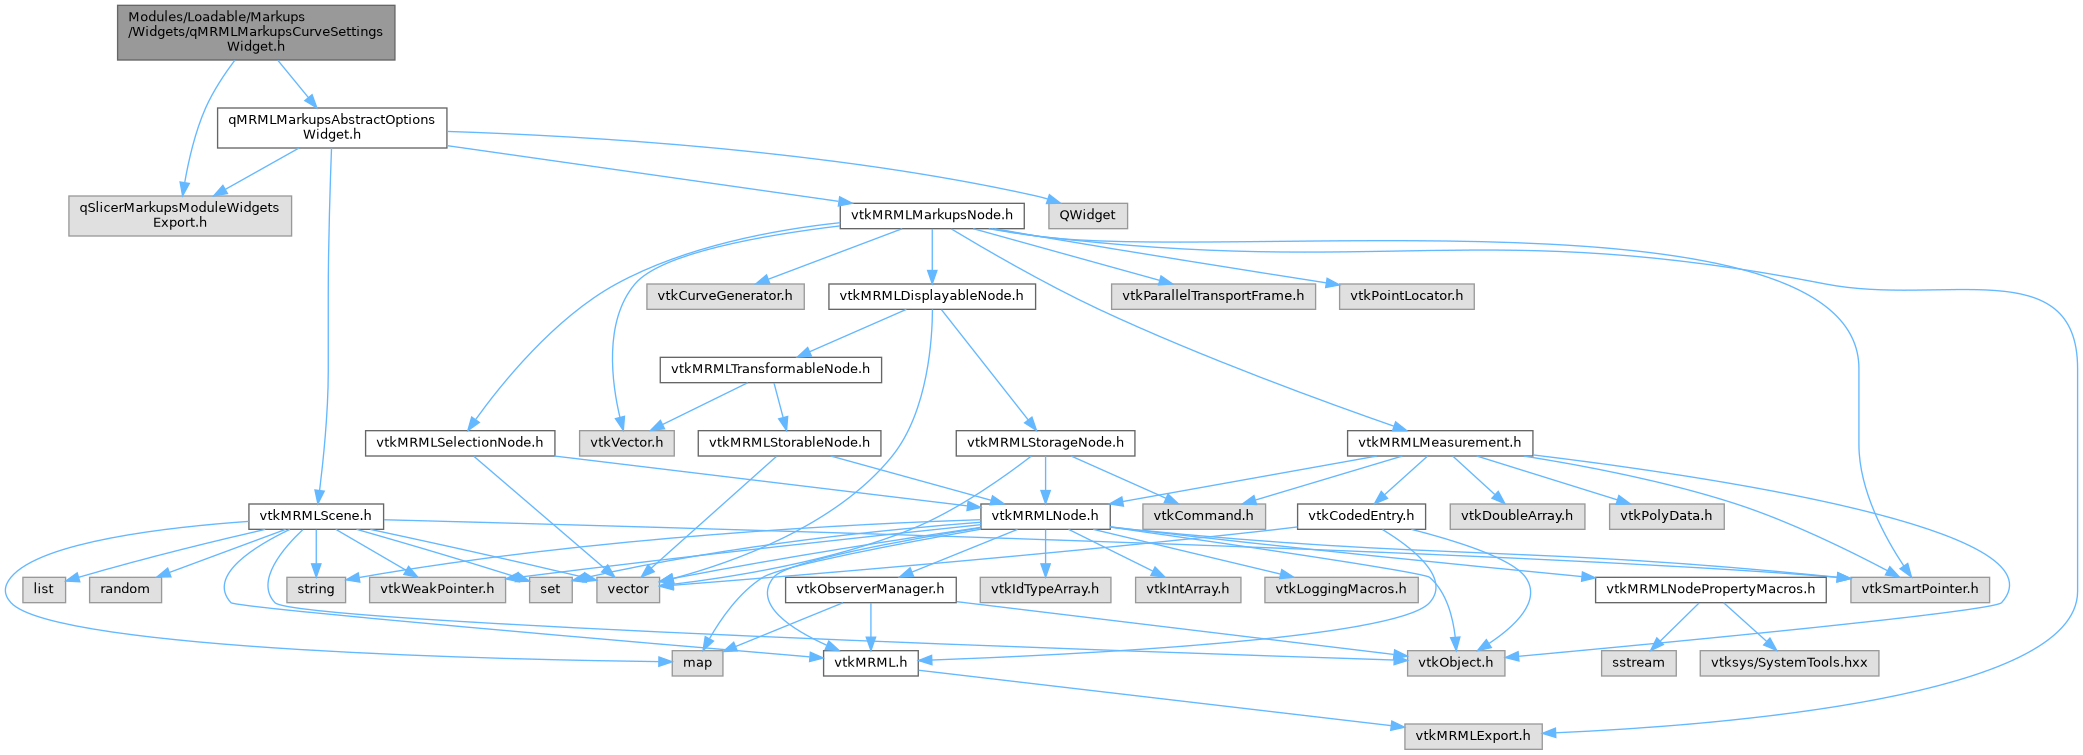 Modules/Loadable/Markups
/Widgets/qMRMLMarkupsCurveSettings
Widget.h
qMRMLMarkupsAbstractOptions
Widget.h
qSlicerMarkupsModuleWidgets
Export.h
vtkMRMLMarkupsNode.h
QWidget
vtkCurveGenerator.h
vtkMRMLDisplayableNode.h
vtkParallelTransportFrame.h
vtkPointLocator.h
vtkMRMLTransformableNode.h
vtkMRMLSelectionNode.h
vtkVector.h
vtkMRMLStorableNode.h
vtkMRMLStorageNode.h
vtkMRMLMeasurement.h
vtkMRMLScene.h
vtkMRMLNode.h
vtkCommand.h
vtkCodedEntry.h
vtkDoubleArray.h
vtkPolyData.h
list
random
string
vtkWeakPointer.h
set
vector
vtkObserverManager.h
vtkIdTypeArray.h
vtkIntArray.h
vtkLoggingMacros.h
vtkMRMLNodePropertyMacros.h
vtkSmartPointer.h
map
vtkMRML.h
vtkObject.h
sstream
vtksys/SystemTools.hxx
vtkMRMLExport.h